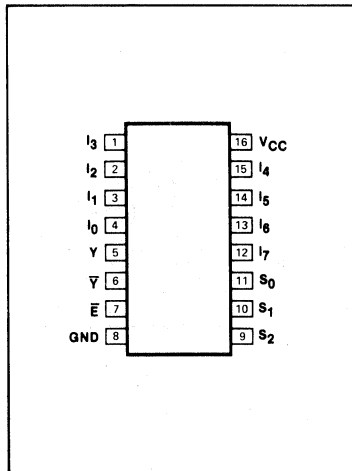 I3 1 16 VCC
I2 2 15 I4
I1 3 14 I5
I0 4 13 I6
Y 5 12 I7
Y̅ 6 11 S0
E̅ 7 10 S1
GND 8 9 S2